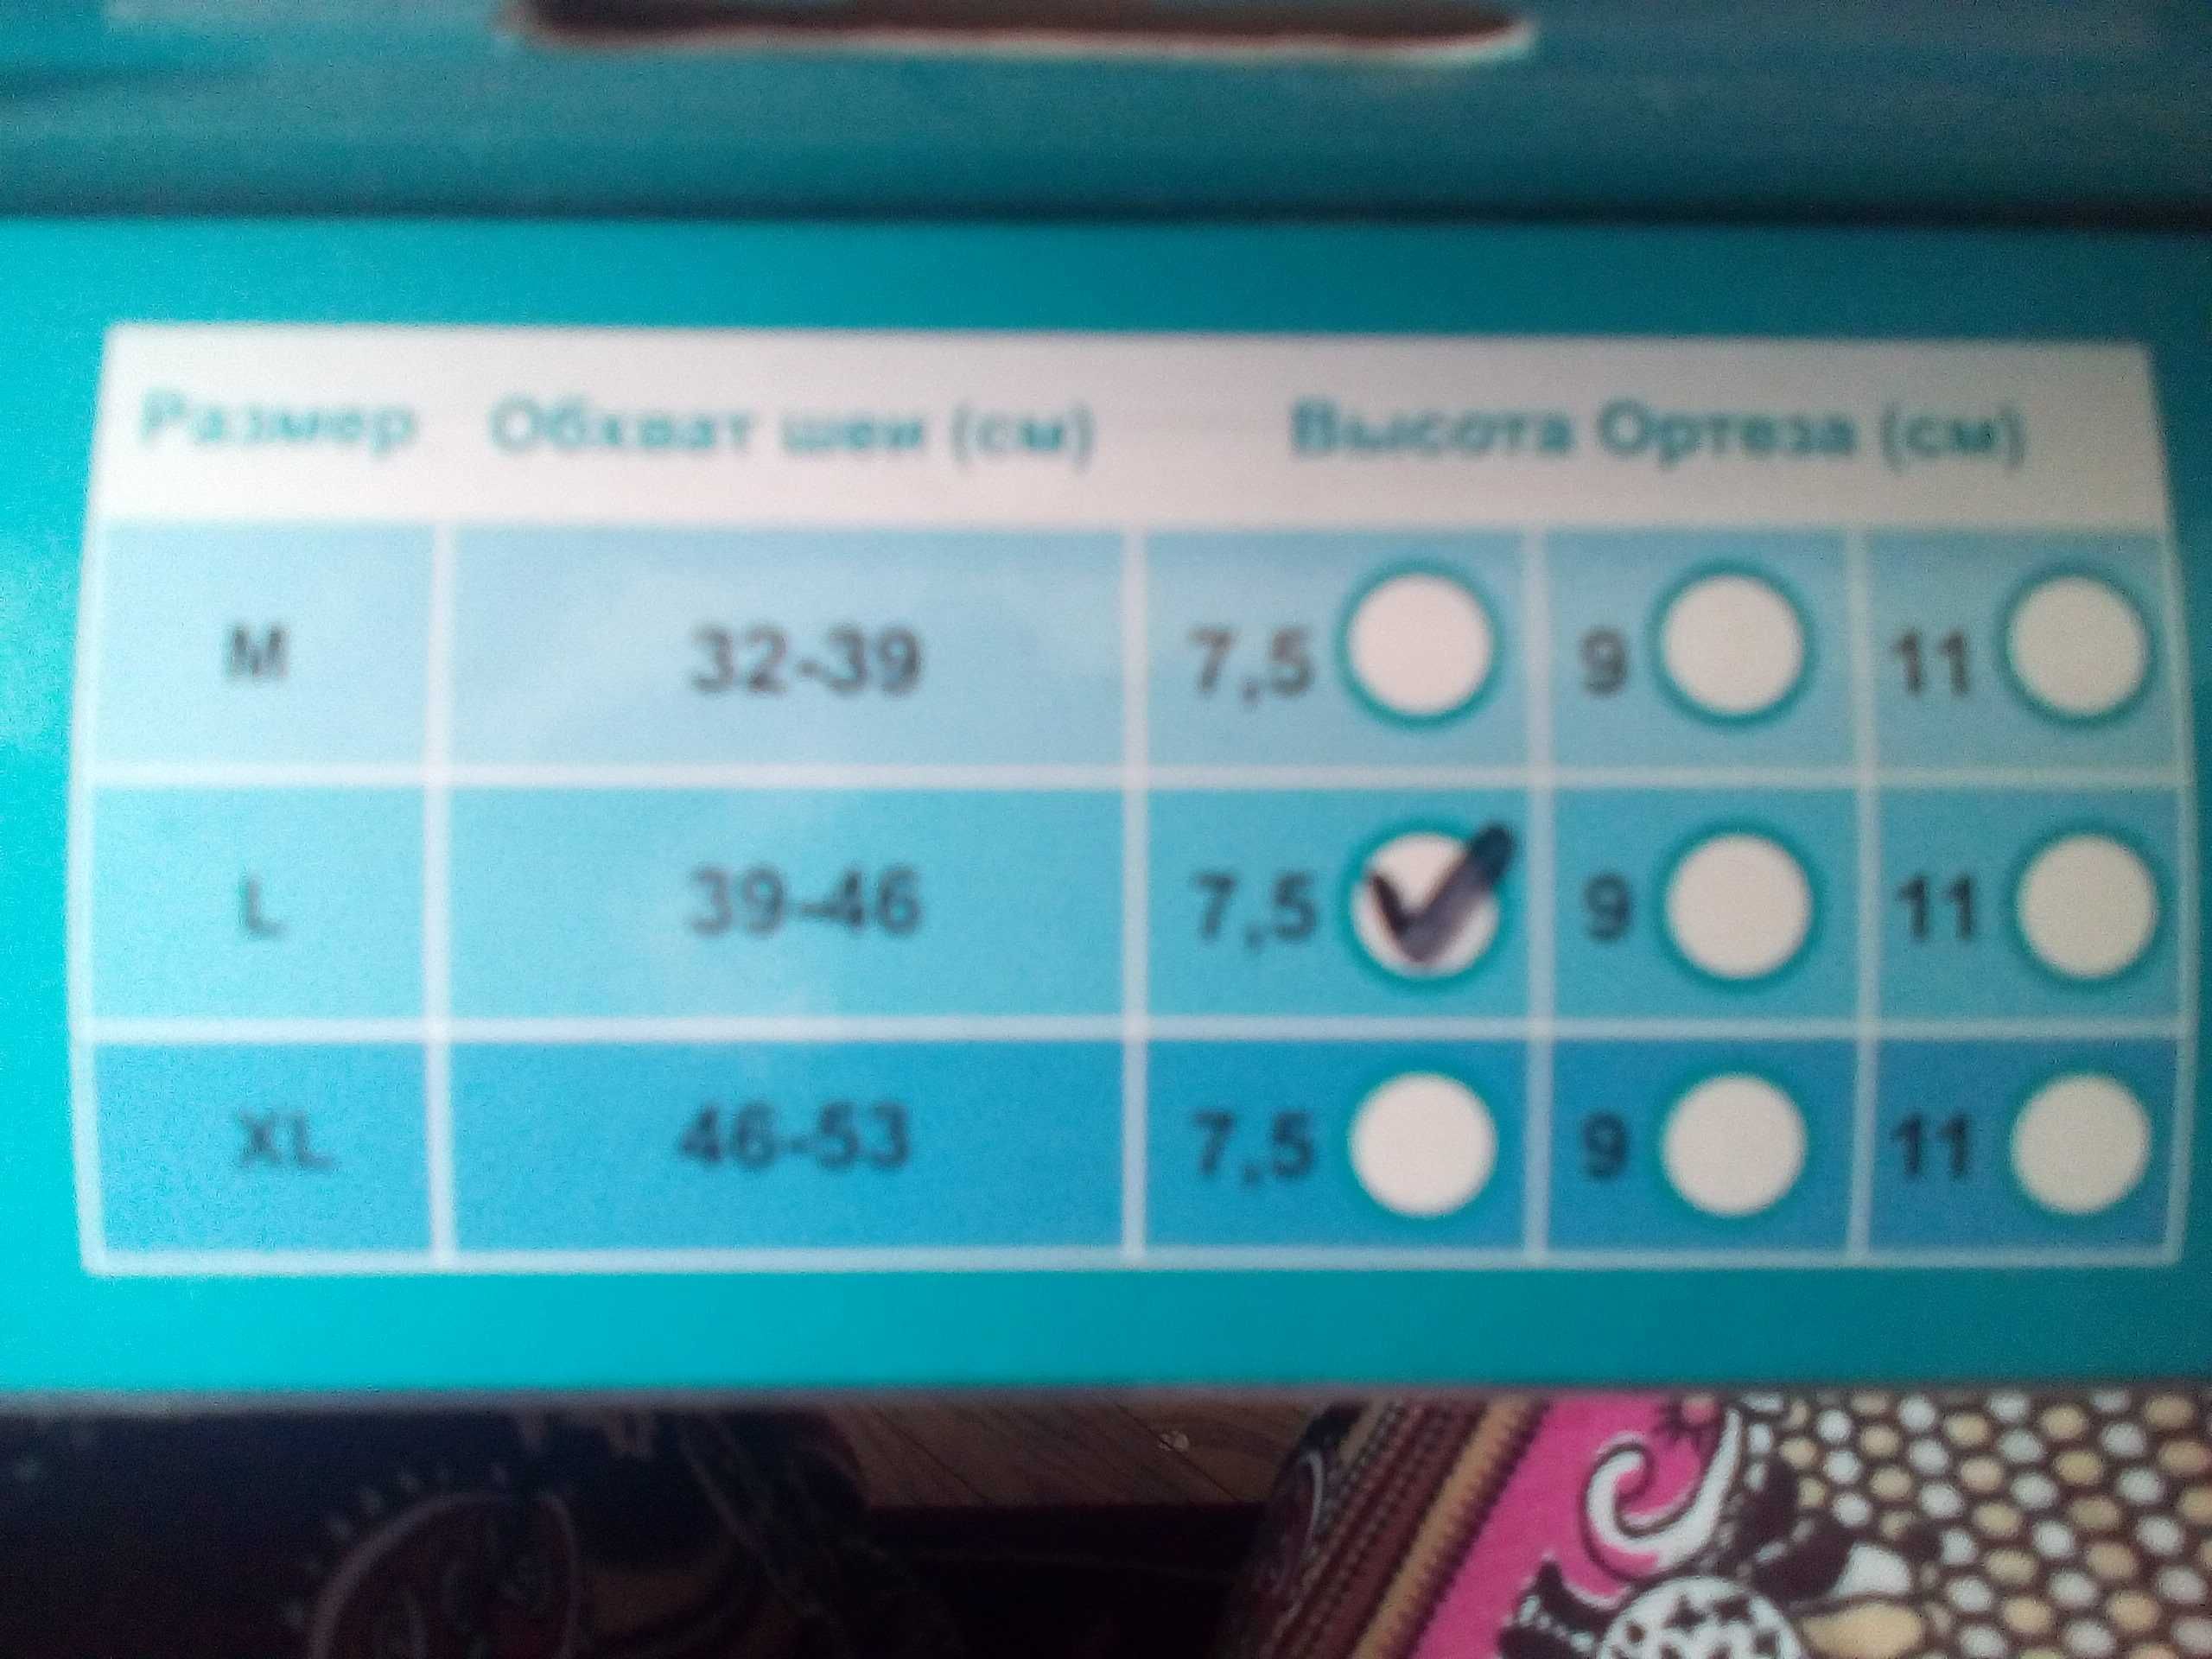 Размер Обхват шеи (см) Высота Ортеза (см)
M 32-39 7,5 9 11
L 39-46 7,5 9 11
XL 46-53 7,5 9 11